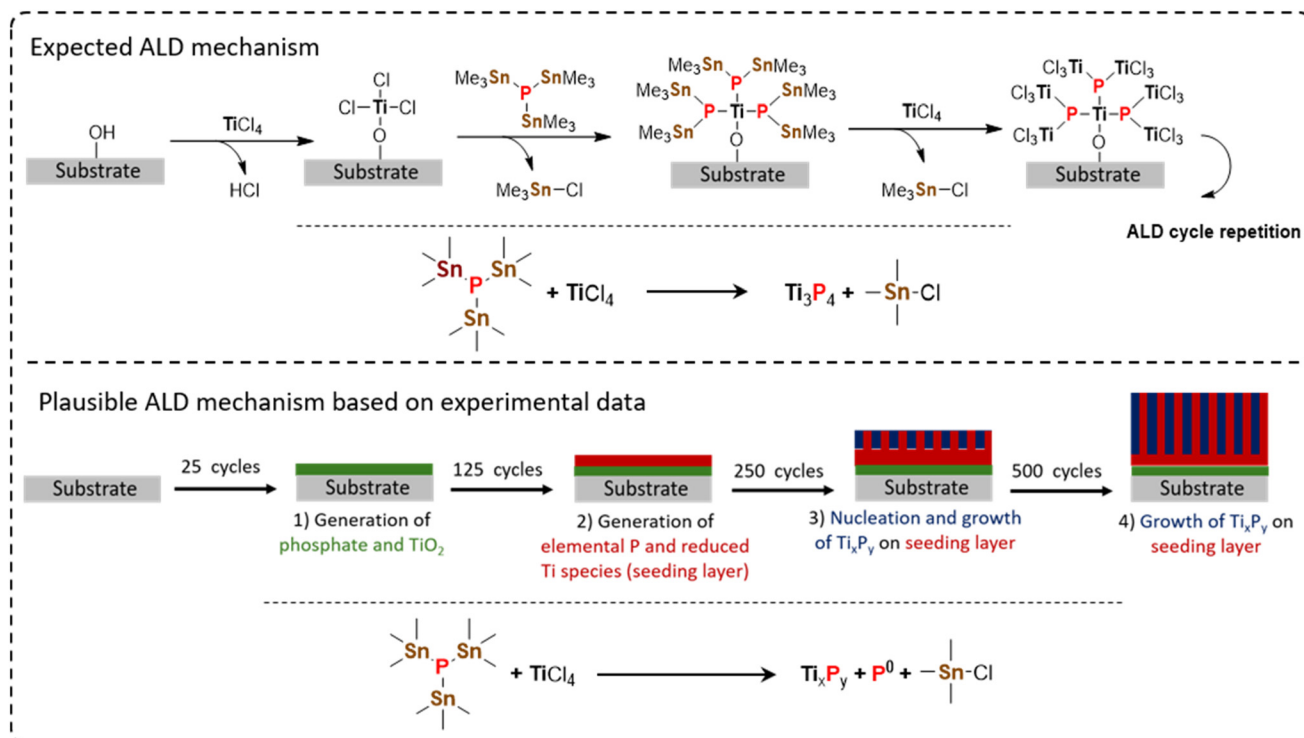 Expected ALD mechanism
OH
Substrate
TiCl4
HCl
Cl
Cl–Ti–Cl
O
Substrate
Me3Sn SnMe3
P
SnMe3
Me3Sn–Cl
Me3Sn SnMe3
Me3Sn P SnMe3
P–Ti–P
Me3Sn O SnMe3
Substrate
TiCl4
Me3Sn–Cl
Cl3Ti TiCl3
Cl3Ti P TiCl3
P–Ti–P
Cl3Ti O TiCl3
Substrate
ALD cycle repetition
Sn Sn
P
Sn
+ TiCl4
Ti3P4 + –Sn–Cl
Plausible ALD mechanism based on experimental data
Substrate
25 cycles
Substrate
1) Generation of
phosphate and TiO2
125 cycles
Substrate
2) Generation of
elemental P and reduced
Ti species (seeding layer)
250 cycles
Substrate
3) Nucleation and growth
of TixPy on seeding layer
500 cycles
Substrate
4) Growth of TixPy on
seeding layer
Sn Sn
P
Sn
+ TiCl4
TixPy + P0 + –Sn–Cl